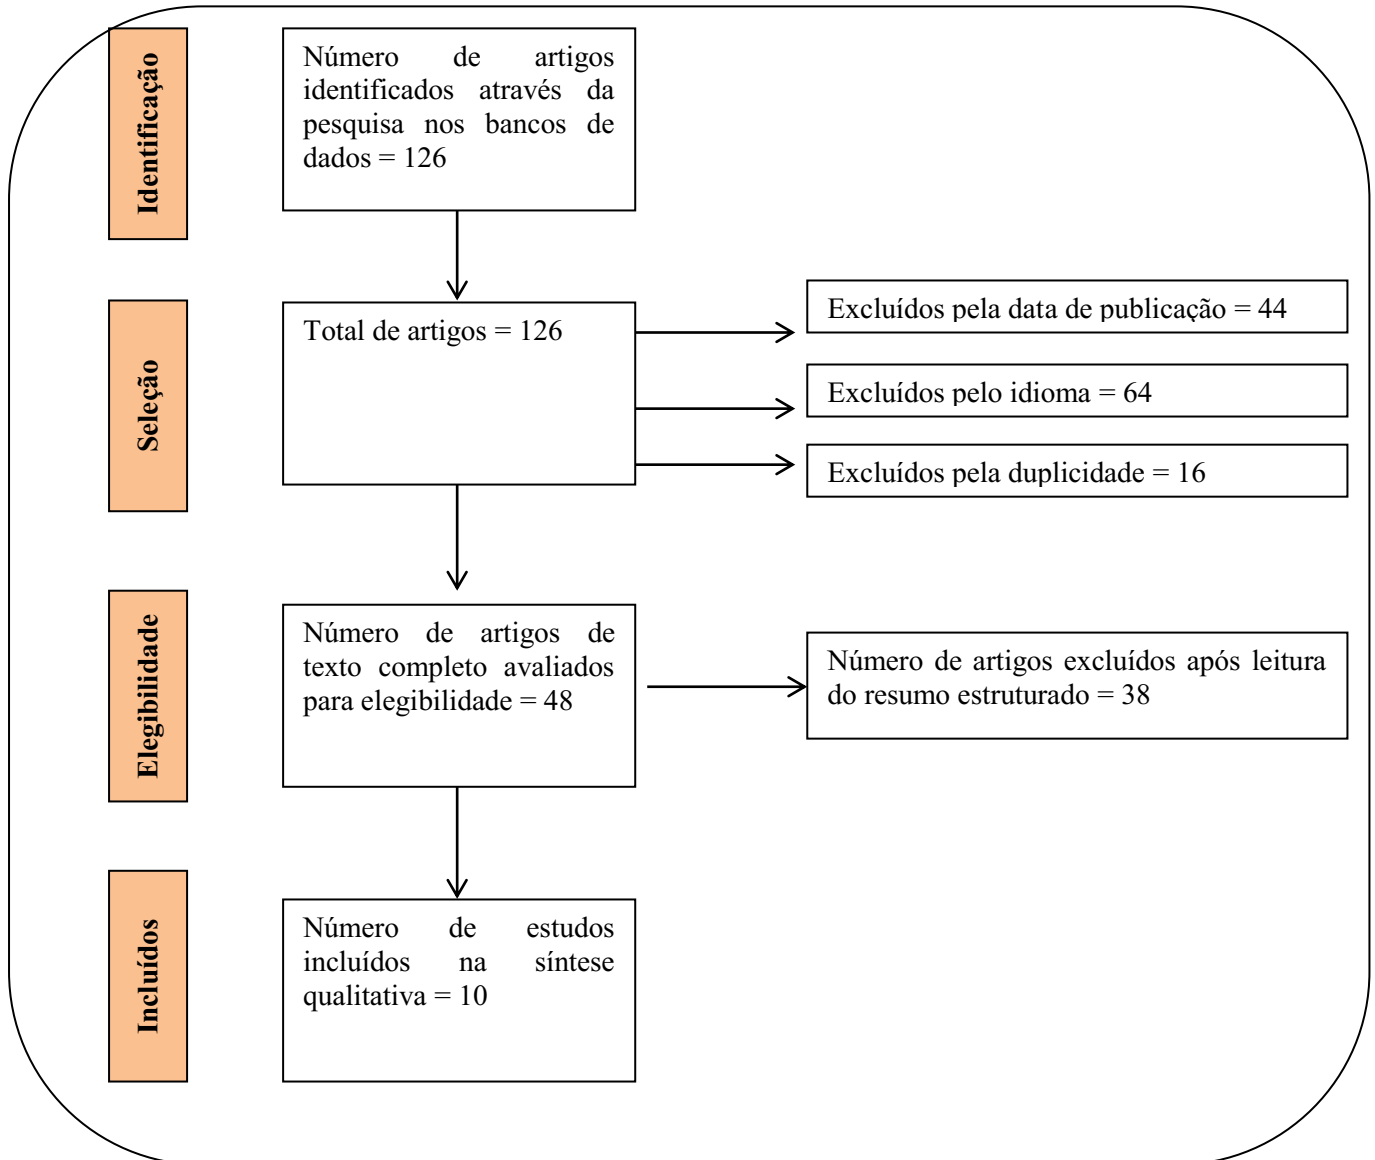 Identificação
Número de artigos
identificados através da
pesquisa nos bancos de
dados = 126
Seleção
Total de artigos = 126
Excluídos pela data de publicação = 44
Excluídos pelo idioma = 64
Excluídos pela duplicidade = 16
Elegibilidade
Número de artigos de
texto completo avaliados
para elegibilidade = 48
Número de artigos excluídos após leitura
do resumo estruturado = 38
Incluídos
Número de estudos
incluídos na síntese
qualitativa = 10